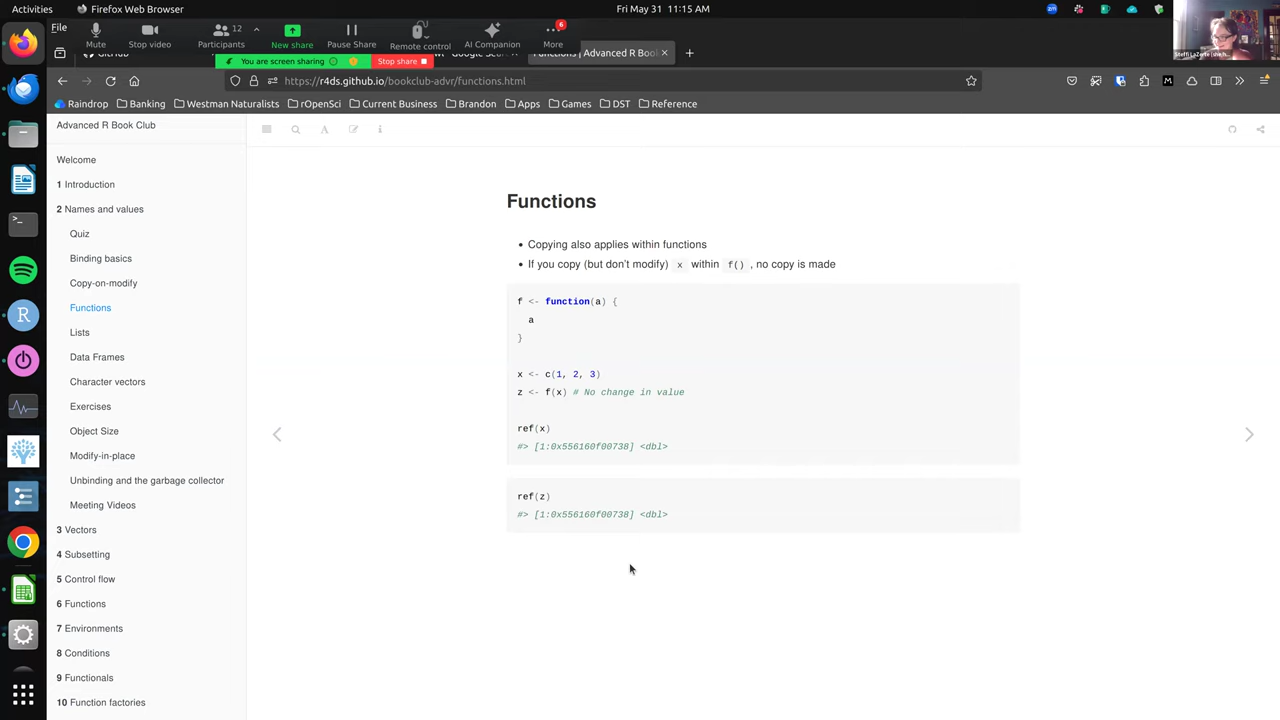 Activities
Firefox Web Browser
Fri May 31 11:15 AM
File
Mute
Stop video
12
Participants
New share
Pause Share
Remote control
AI Companion
6
More
You are screen sharing
Stop share
Advanced R Bo
https://r4ds.github.io/bookclub-advr/functions.html
Raindrop
Banking
Westman Naturalists
rOpenSci
Current Business
Brandon
Apps
Games
DST
Reference
Advanced R Book Club
Welcome
1 Introduction
2 Names and values
Quiz
Binding basics
Copy-on-modify
Functions
Lists
Data Frames
Character vectors
Exercises
Object Size
Modify-in-place
Unbinding and the garbage collector
Meeting Videos
3 Vectors
4 Subsetting
5 Control flow
6 Functions
7 Environments
8 Conditions
9 Functionals
10 Function factories
Functions
• Copying also applies within functions
• If you copy (but don't modify) x within f(), no copy is made
f <- function(a) {
a
}
x <- c(1, 2, 3)
z <- f(x) # No change in value
ref(x)
#> [1:0x556160f00738] <dbl>
ref(z)
#> [1:0x556160f00738] <dbl>